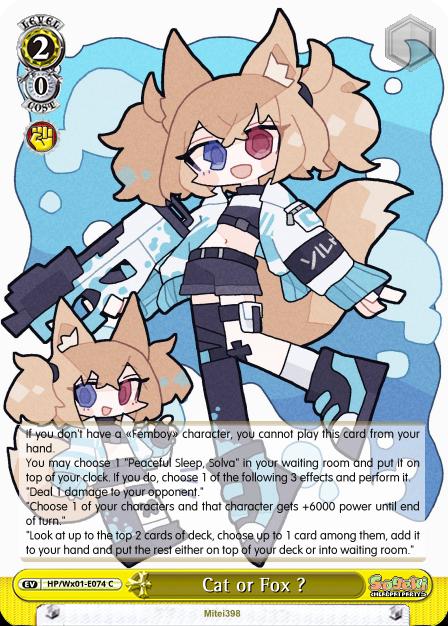 LEVEL
2
0
COST
If you don't have a «Femboy» character, you cannot play this card from your
hand.
You may choose 1 "Peaceful Sleep, Solva" in your waiting room and put it on
top of your clock. If you do, choose 1 of the following 3 effects and perform it.
"Deal 1 damage to your opponent."
"Choose 1 of your characters and that character gets +6000 power until end
of turn."
"Look at up to the top 2 cards of deck, choose up to 1 card among them, add it
to your hand and put the rest either on top of your deck or into waiting room."
EV HP/Wx01-E074 C
Cat or Fox ?
Mitei398